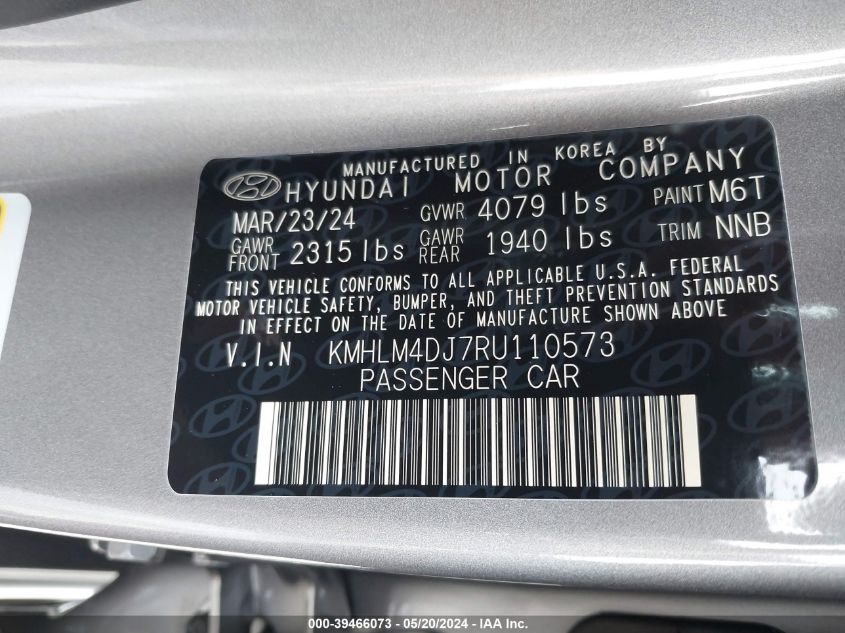 MANUFACTURED IN KOREA BY
HYUNDAI MOTOR COMPANY
MAR/23/24 GVWR 4079 lbs PAINT M6T
GAWR FRONT 2315 lbs GAWR REAR 1940 lbs TRIM NNB
THIS VEHICLE CONFORMS TO ALL APPLICABLE U.S.A. FEDERAL
MOTOR VEHICLE SAFETY, BUMPER, AND THEFT PREVENTION STANDARDS
IN EFFECT ON THE DATE OF MANUFACTURE SHOWN ABOVE
V.I.N KMHLM4DJ7RU110573
PASSENGER CAR
000-39466073 - 05/20/2024 - IAA Inc.